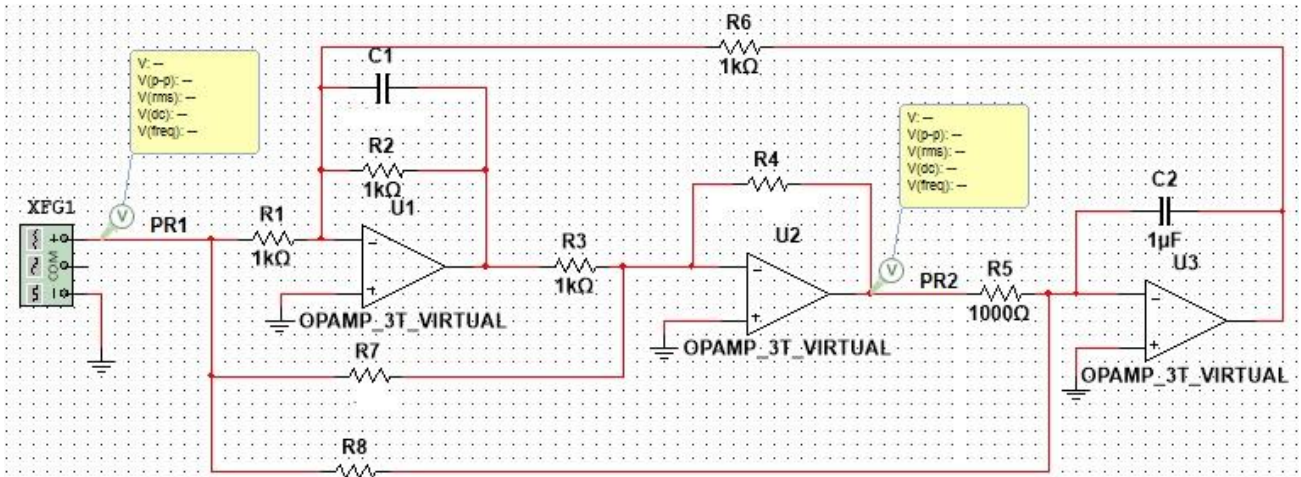 R6
1kΩ
C1
V: --
V(p-p): --
V(rms): --
V(dc): --
V(freq): --
V: --
V(p-p): --
V(rms): --
V(dc): --
V(freq): --
R2
1kΩ
U1
R4
C2
1µF
U3
XFG1
COM
V
PR1
R1
1kΩ
R3
1kΩ
U2
V
PR2
R5
1000Ω
OPAMP_3T_VIRTUAL
OPAMP_3T_VIRTUAL
OPAMP_3T_VIRTUAL
R7
R8